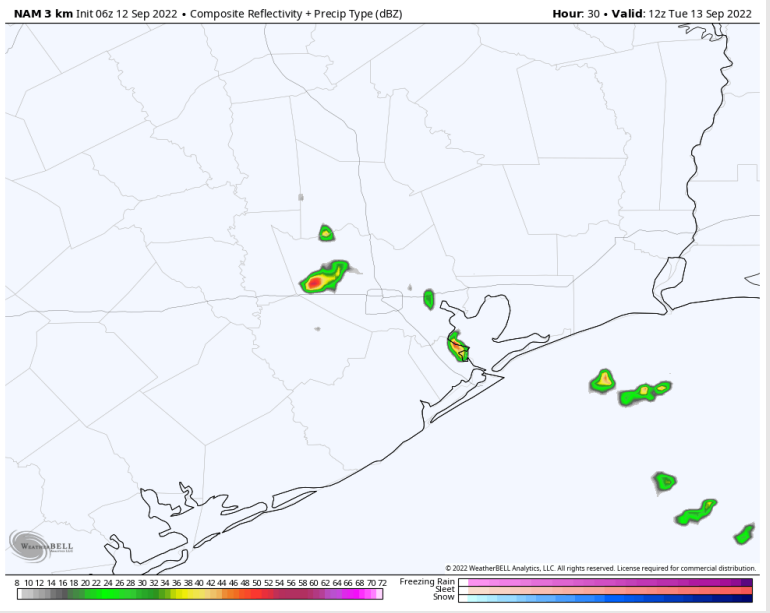 NAM 3 km Init 06z 12 Sep 2022 • Composite Reflectivity + Precip Type (dBZ) Hour: 30 • Valid: 12z Tue 13 Sep 2022
WEATHERBELL
© 2022 WeatherBELL Analytics, LLC. All rights reserved. License required for commercial distribution.
8 10 12 14 16 18 20 22 24 26 28 30 32 34 36 38 40 42 44 46 48 50 52 54 56 58 60 62 64 66 68 70 72
Freezing Rain
Sleet
Snow